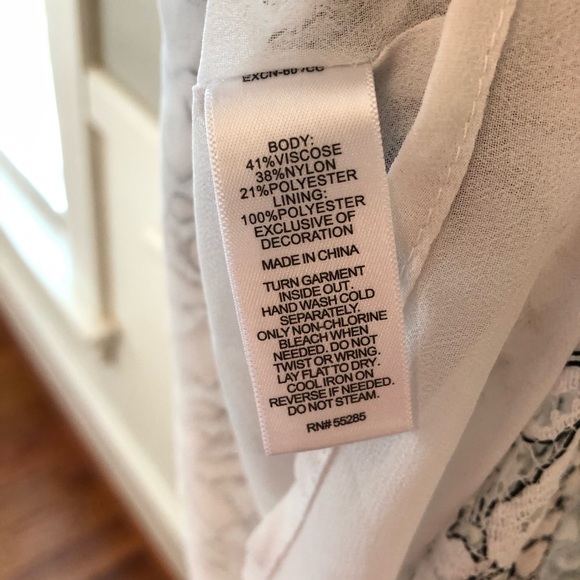 BODY:
41%VISCOSE
38%NYLON
21%POLYESTER
LINING:
100%POLYESTER
EXCLUSIVE OF
DECORATION
MADE IN CHINA
TURN GARMENT
INSIDE OUT.
HAND WASH COLD
SEPARATELY.
ONLY NON-CHLORINE
BLEACH WHEN
NEEDED. DO NOT
TWIST OR WRING.
LAY FLAT TO DRY.
COOL IRON ON
REVERSE IF NEEDED.
DO NOT STEAM.
RN# 55285